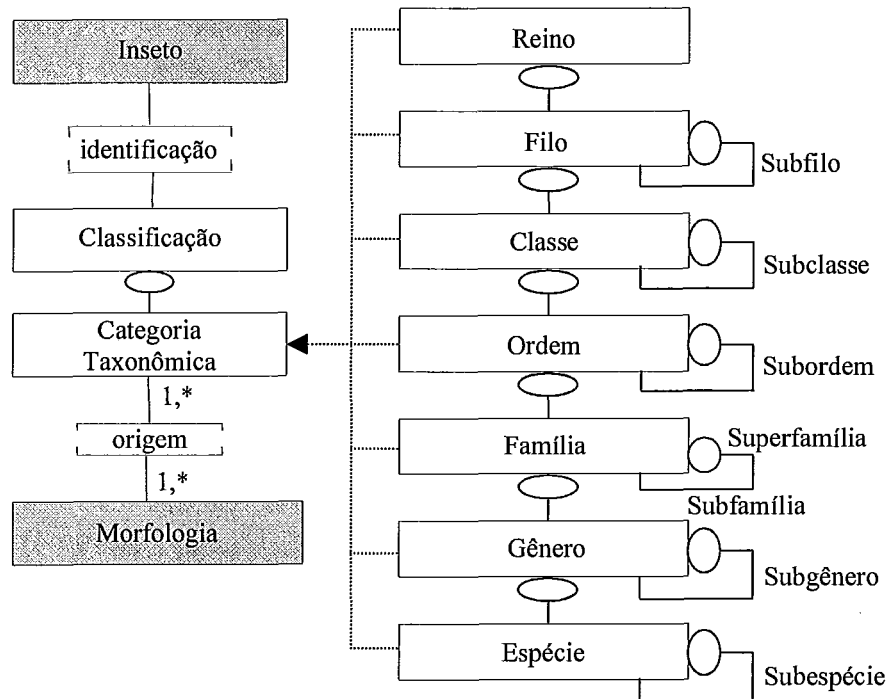 Inseto
identificação
Classificação
Categoria
Taxonômica
1,*
origem
1,*
Morfologia
Reino
Filo
Subfilo
Classe
Subclasse
Ordem
Subordem
Família
Superfamília
Subfamília
Gênero
Subgênero
Espécie
Subespécie